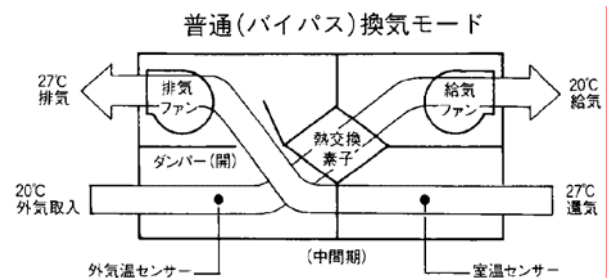 普通(バイパス)換気モード
27℃
排気
排気
ファン
給気
ファン
20℃
給気
熱交換
素子
ダンパー(開)
20℃
外気取入
27℃
還気
(中間期)
外気温センサー
室温センサー